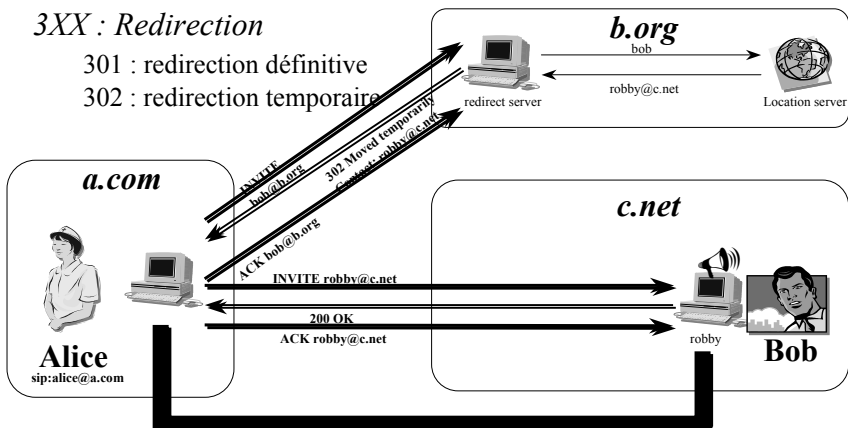 3XX : Redirection
301 : redirection définitive
302 : redirection temporaire
b.org
bob
robby@c.net
redirect server
Location server
INVITE
bob@b.org
302 Moved temporarily
Contact: robby@c.net
ACK bob@b.org
a.com
c.net
INVITE robby@c.net
200 OK
ACK robby@c.net
robby
Alice
sip:alice@a.com
Bob